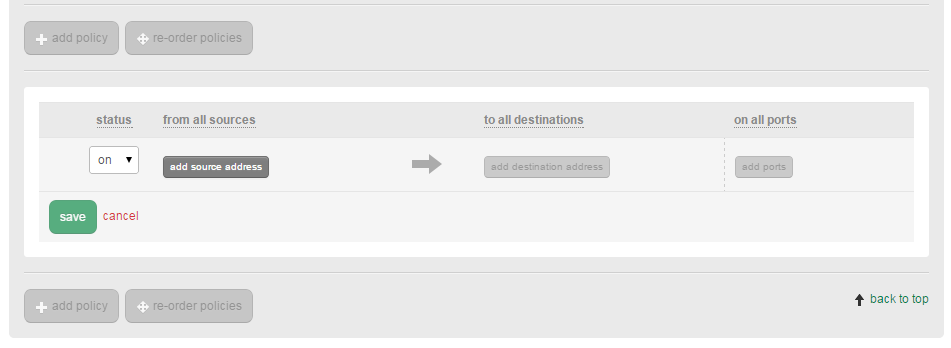 add policy re-order policies
status from all sources to all destinations on all ports
on add source address add destination address add ports
save cancel
add policy re-order policies back to top